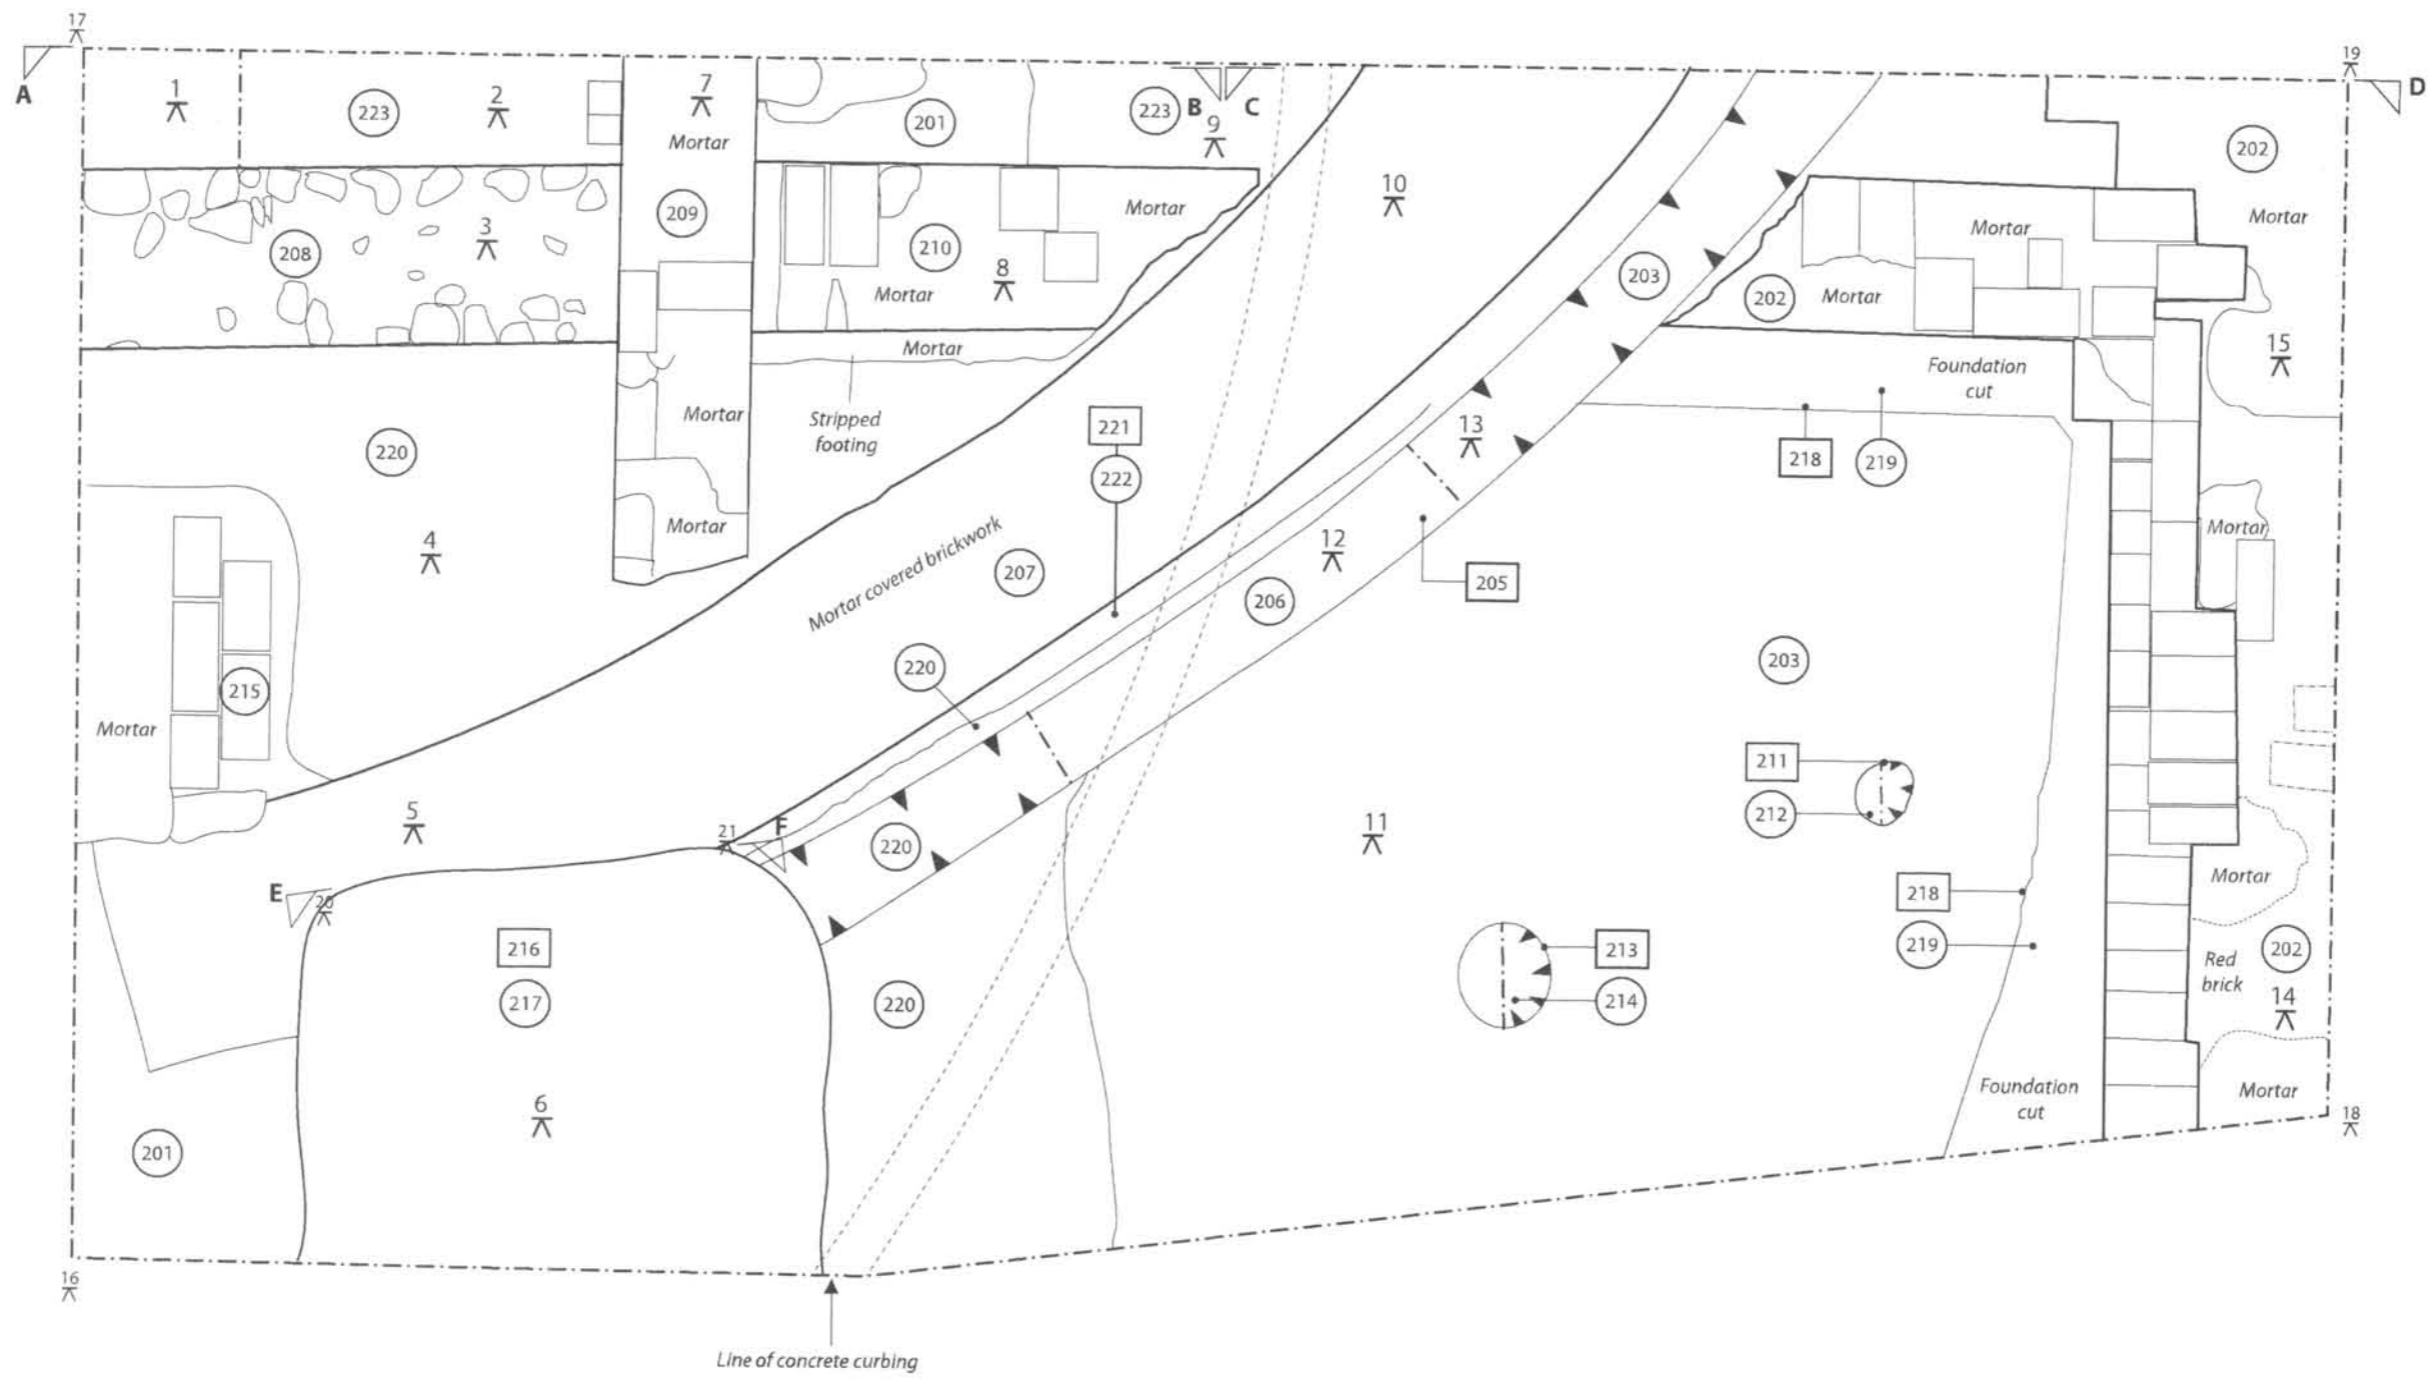 17
19
A
1
223
2
7
Mortar
201
223
B
C
9
D
202
Mortar
10
3
208
209
210
Mortar
8
Mortar
Mortar
203
202
Mortar
Mortar
15
Foundation
cut
220
Mortar
Stripped
footing
221
222
13
218
219
4
Mortar
Mortar covered brickwork
207
12
206
205
Mortar
220
203
215
Mortar
211
212
5
21
F
220
11
E
20
216
217
220
213
214
218
219
Mortar
Red
brick
202
14
6
Foundation
cut
Mortar
201
18
16
Line of concrete curbing